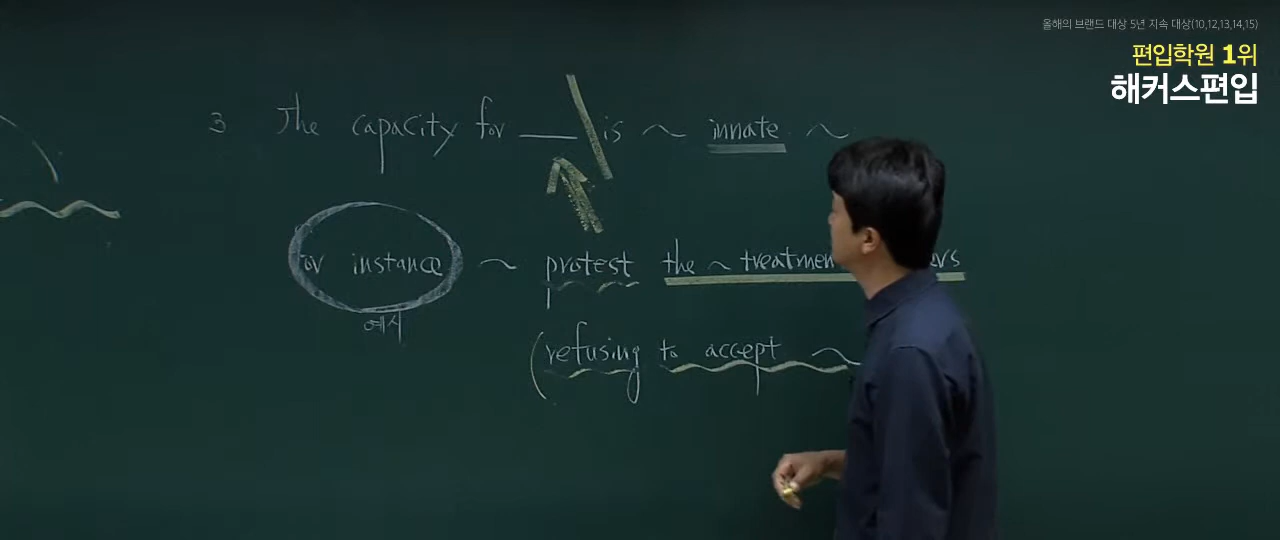 올해의 브랜드 대상 5년 지속 대상(10,12,13,14,15)
편입학원 1위
해커스편입
3 The capacity for ___ is ~ innate ~
for instance ~ protest the ~
예시
(refusing to accept ~